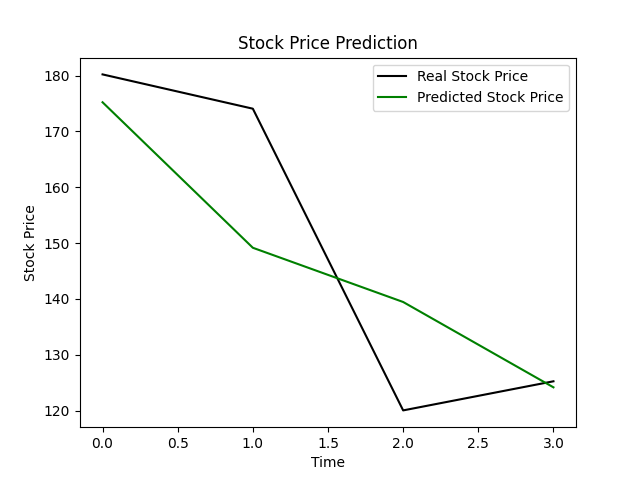 Stock Price Prediction
Real Stock Price
Predicted Stock Price
180
170
160
150
140
130
120
Stock Price
0.0 0.5 1.0 1.5 2.0 2.5 3.0
Time